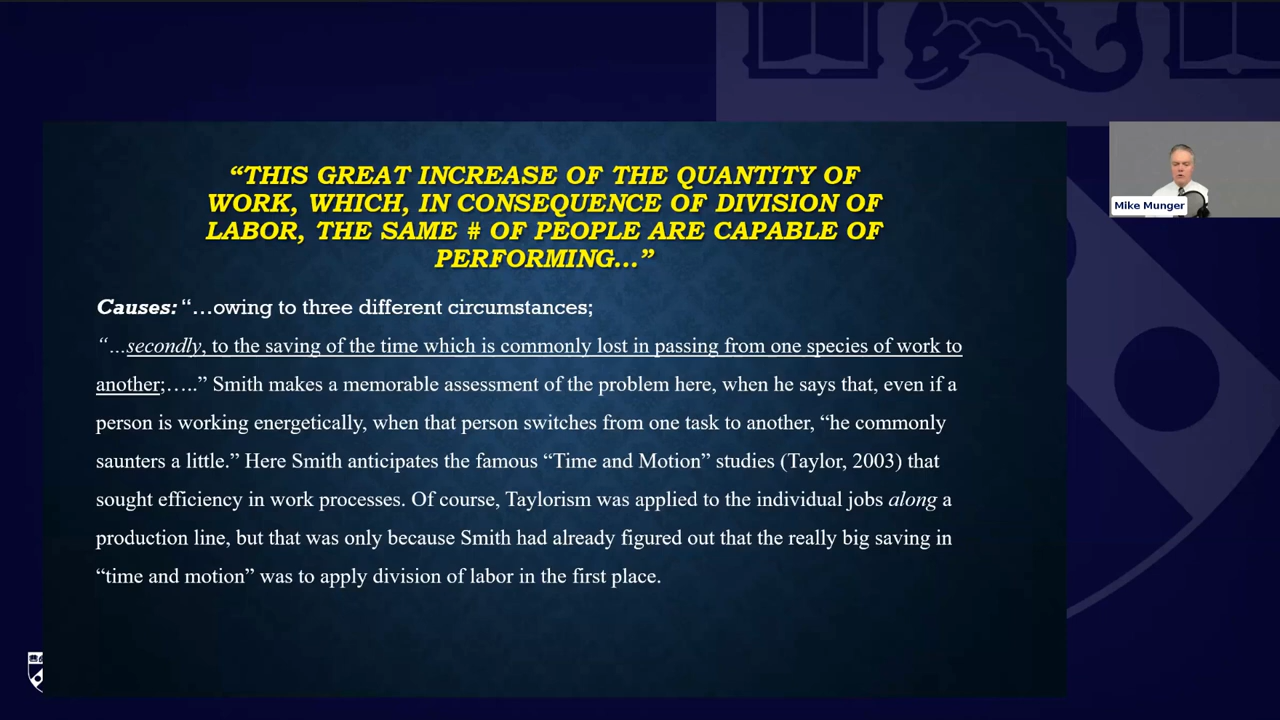 “THIS GREAT INCREASE OF THE QUANTITY OF
WORK, WHICH, IN CONSEQUENCE OF DIVISION OF
LABOR, THE SAME # OF PEOPLE ARE CAPABLE OF
PERFORMING…”
Causes: “…owing to three different circumstances;
“…secondly, to the saving of the time which is commonly lost in passing from one species of work to
another;…..” Smith makes a memorable assessment of the problem here, when he says that, even if a
person is working energetically, when that person switches from one task to another, “he commonly
saunters a little.” Here Smith anticipates the famous “Time and Motion” studies (Taylor, 2003) that
sought efficiency in work processes. Of course, Taylorism was applied to the individual jobs along a
production line, but that was only because Smith had already figured out that the really big saving in
“time and motion” was to apply division of labor in the first place.
Mike Munger